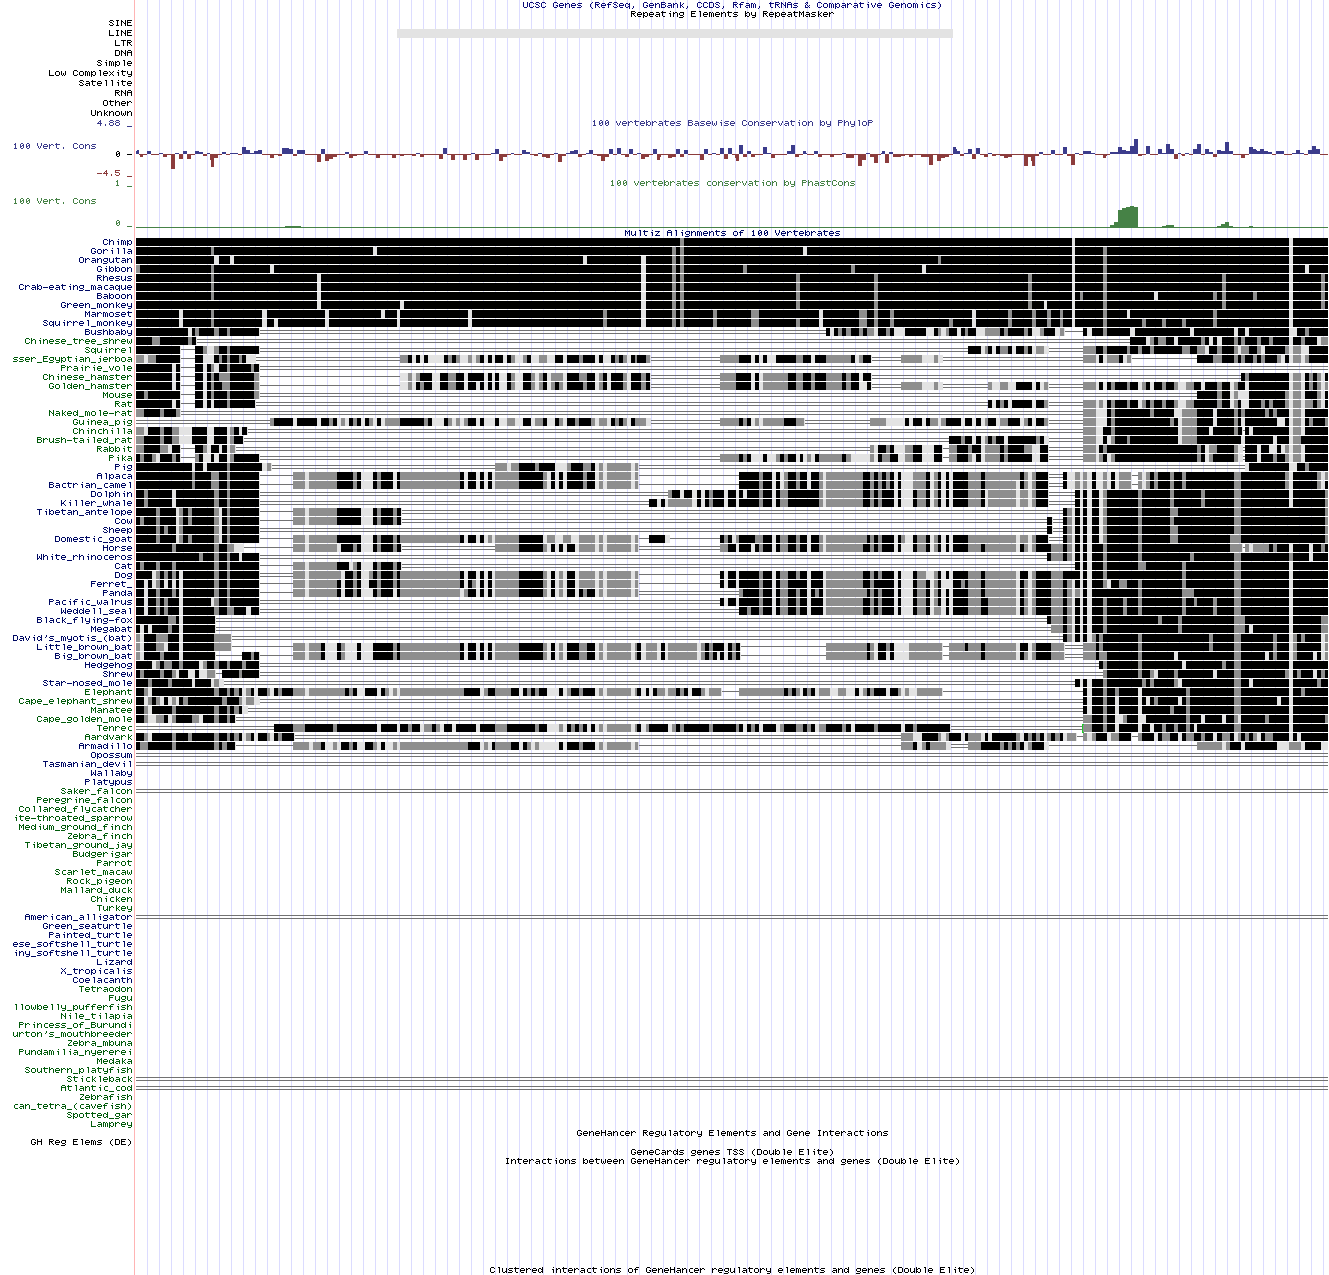 UCSC Genes (RefSeq, GenBank, CCDS, Rfam, tRNAs & Comparative Genomics)
Repeating Elements by RepeatMasker
SINE
LINE
LTR
DNA
Simple
Low Complexity
Satellite
RNA
Other
Unknown
100 vertebrates Basewise Conservation by PhyloP
4.88 _
100 Vert. Cons
0 _
-4.5 _
100 vertebrates conservation by PhastCons
1 _
100 Vert. Cons
0 _
Multiz Alignments of 100 Vertebrates
Chimp
Gorilla
Orangutan
Gibbon
Rhesus
Crab-eating_macaque
Baboon
Green_monkey
Marmoset
Squirrel_monkey
Bushbaby
Chinese_tree_shrew
Squirrel
sser_Egyptian_jerboa
Prairie_vole
Chinese_hamster
Golden_hamster
Mouse
Rat
Naked_mole-rat
Guinea_pig
Chinchilla
Brush-tailed_rat
Rabbit
Pika
Pig
Alpaca
Bactrian_camel
Dolphin
Killer_whale
Tibetan_antelope
Cow
Sheep
Domestic_goat
Horse
White_rhinoceros
Cat
Dog
Ferret_
Panda
Pacific_walrus
Weddell_seal
Black_flying-fox
Megabat
David's_myotis_(bat)
Little_brown_bat
Big_brown_bat
Hedgehog
Shrew
Star-nosed_mole
Elephant
Cape_elephant_shrew
Manatee
Cape_golden_mole
Tenrec
Aardvark
Armadillo
Opossum
Tasmanian_devil
Wallaby
Platypus
Saker_falcon
Peregrine_falcon
Collared_flycatcher
ite-throated_sparrow
Medium_ground_finch
Zebra_finch
Tibetan_ground_jay
Budgerigar
Parrot
Scarlet_macaw
Rock_pigeon
Mallard_duck
Chicken
Turkey
American_alligator
Green_seaturtle
Painted_turtle
ese_softshell_turtle
iny_softshell_turtle
Lizard
X_tropicalis
Coelacanth
Tetraodon
Fugu
llowbelly_pufferfish
Nile_tilapia
Princess_of_Burundi
urton's_mouthbreeder
Zebra_mbuna
Pundamilia_nyererei
Medaka
Southern_platyfish
Stickleback
Atlantic_cod
Zebrafish
can_tetra_(cavefish)
Spotted_gar
Lamprey
GeneHancer Regulatory Elements and Gene Interactions
GH Reg Elems (DE)
GeneCards genes TSS (Double Elite)
Interactions between GeneHancer regulatory elements and genes (Double Elite)
Clustered interactions of GeneHancer regulatory elements and genes (Double Elite)